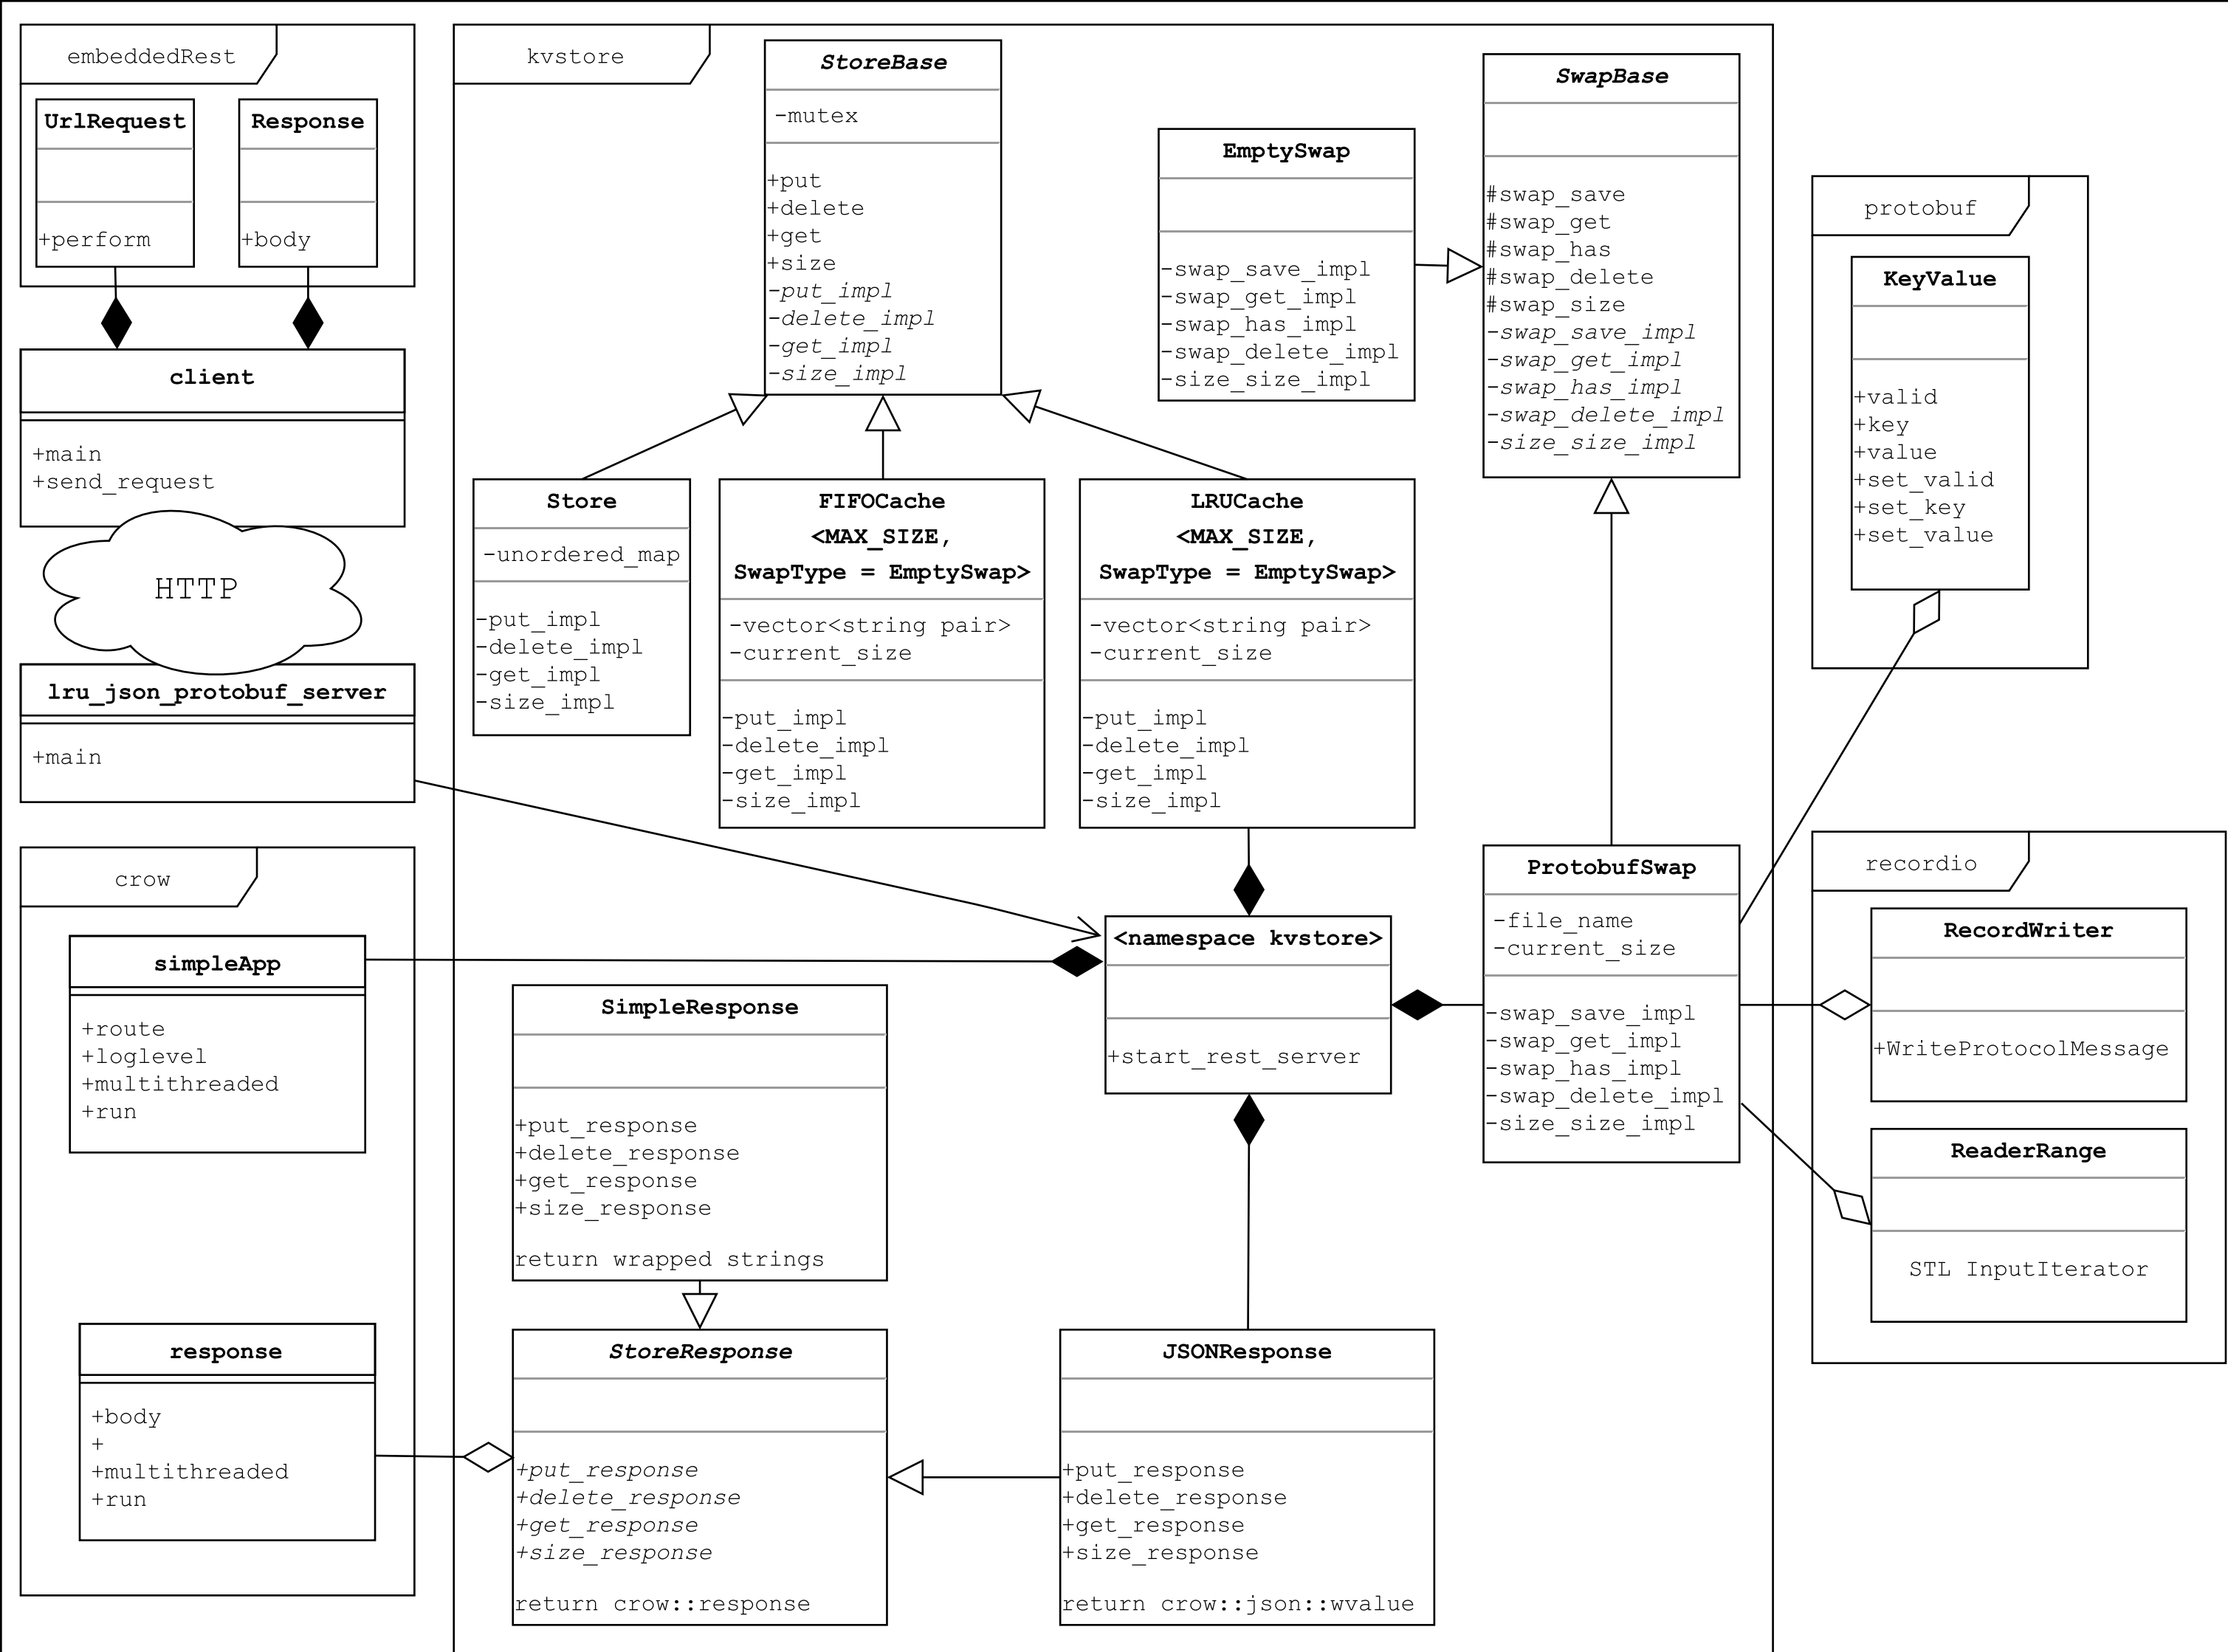 embeddedRest
UrlRequest
+perform
Response
+body
client
+main
+send_request
HTTP
lru_json_protobuf_server
+main
crow
simpleApp
+route
+loglevel
+multithreaded
+run
response
+body
+
+multithreaded
+run
kvstore
StoreBase
-mutex
+put
+delete
+get
+size
-put_impl
-delete_impl
-get_impl
-size_impl
EmptySwap
-swap_save_impl
-swap_get_impl
-swap_has_impl
-swap_delete_impl
-size_size_impl
SwapBase
#swap_save
#swap_get
#swap_has
#swap_delete
#swap_size
-swap_save_impl
-swap_get_impl
-swap_has_impl
-swap_delete_impl
-size_size_impl
Store
-unordered_map
-put_impl
-delete_impl
-get_impl
-size_impl
FIFOCache
<MAX_SIZE,
SwapType = EmptySwap>
-vector<string pair>
-current_size
-put_impl
-delete_impl
-get_impl
-size_impl
LRUCache
<MAX_SIZE,
SwapType = EmptySwap>
-vector<string pair>
-current_size
-put_impl
-delete_impl
-get_impl
-size_impl
<namespace kvstore>
+start_rest_server
ProtobufSwap
-file_name
-current_size
-swap_save_impl
-swap_get_impl
-swap_has_impl
-swap_delete_impl
-size_size_impl
SimpleResponse
+put_response
+delete_response
+get_response
+size_response
return wrapped strings
StoreResponse
+put_response
+delete_response
+get_response
+size_response
return crow::response
JSONResponse
+put_response
+delete_response
+get_response
+size_response
return crow::json::wvalue
protobuf
KeyValue
+valid
+key
+value
+set_valid
+set_key
+set_value
recordio
RecordWriter
+WriteProtocolMessage
ReaderRange
STL InputIterator